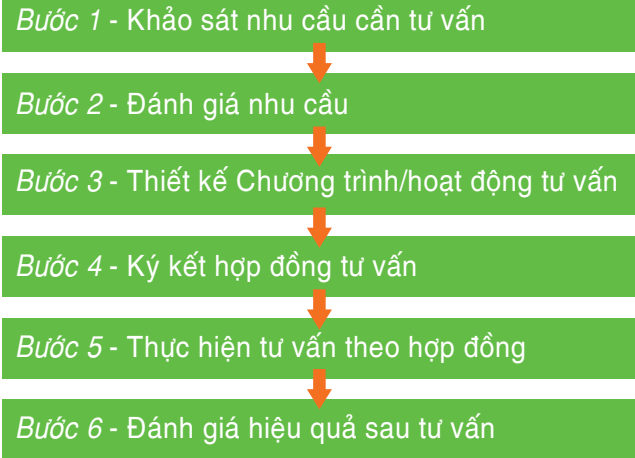 Bước 1 - Khảo sát nhu cầu cần tư vấn
Bước 2 - Đánh giá nhu cầu
Bước 3 - Thiết kế Chương trình/hoạt động tư vấn
Bước 4 - Ký kết hợp đồng tư vấn
Bước 5 - Thực hiện tư vấn theo hợp đồng
Bước 6 - Đánh giá hiệu quả sau tư vấn